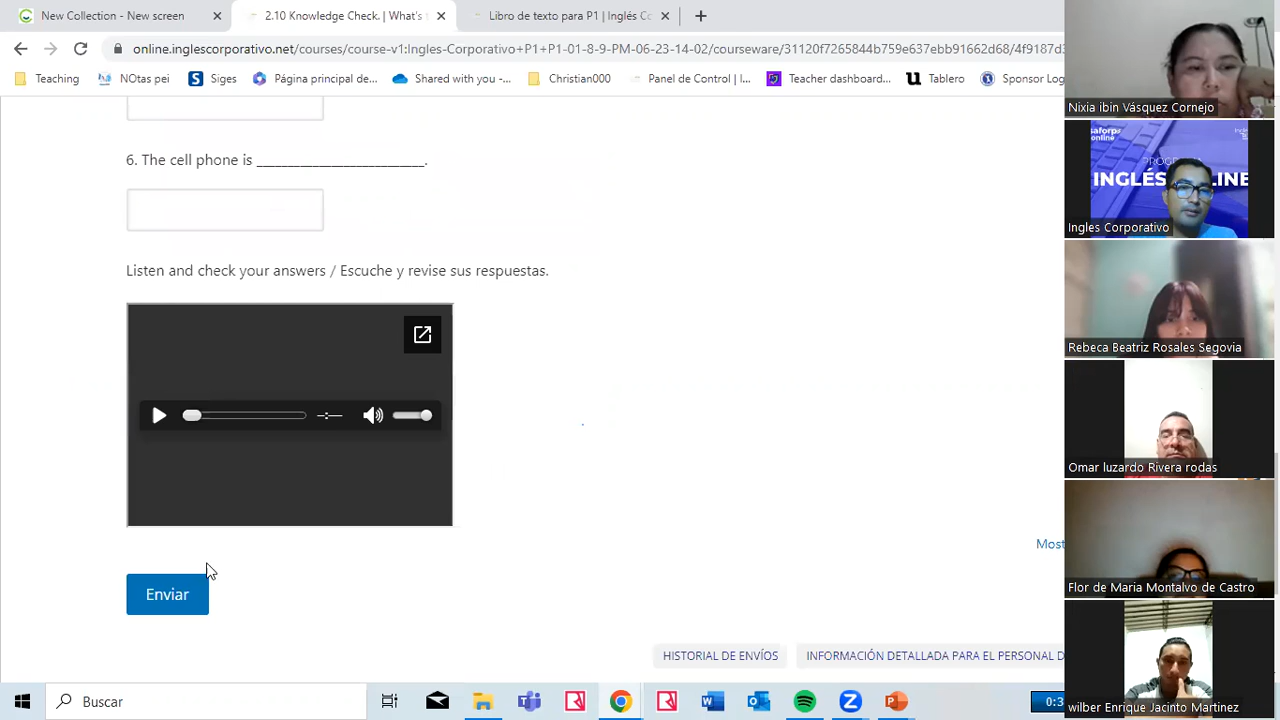 New Collection - New screen
2.10 Knowledge Check. | What's
Libro de texto para P1 | Inglés Co
online.inglescorporativo.net/courses/course-v1:Ingles-Corporativo+P1+P1-01-8-9-PM-06-23-14-02/courseware/31120f7265844b759e637ebb91662d68/4f9187d3
Teaching
NOtas pei
Siges
Página principal de...
Shared with you -...
Christian000
Panel de Control | I...
Teacher dashboard...
Tablero
Sponsor Log
6. The cell phone is _________________________.
Listen and check your answers / Escuche y revise sus respuestas.
-:--
Most
Enviar
HISTORIAL DE ENVÍOS
INFORMACIÓN DETALLADA PARA EL PERSONAL D
Buscar
Nixia ibin Vásquez Cornejo
PROGRAMA
INGLÉS
LINE
Ingles Corporativo
Rebeca Beatriz Rosales Segovia
Omar luzardo Rivera rodas
Flor de Maria Montalvo de Castro
wilber Enrique Jacinto Martinez